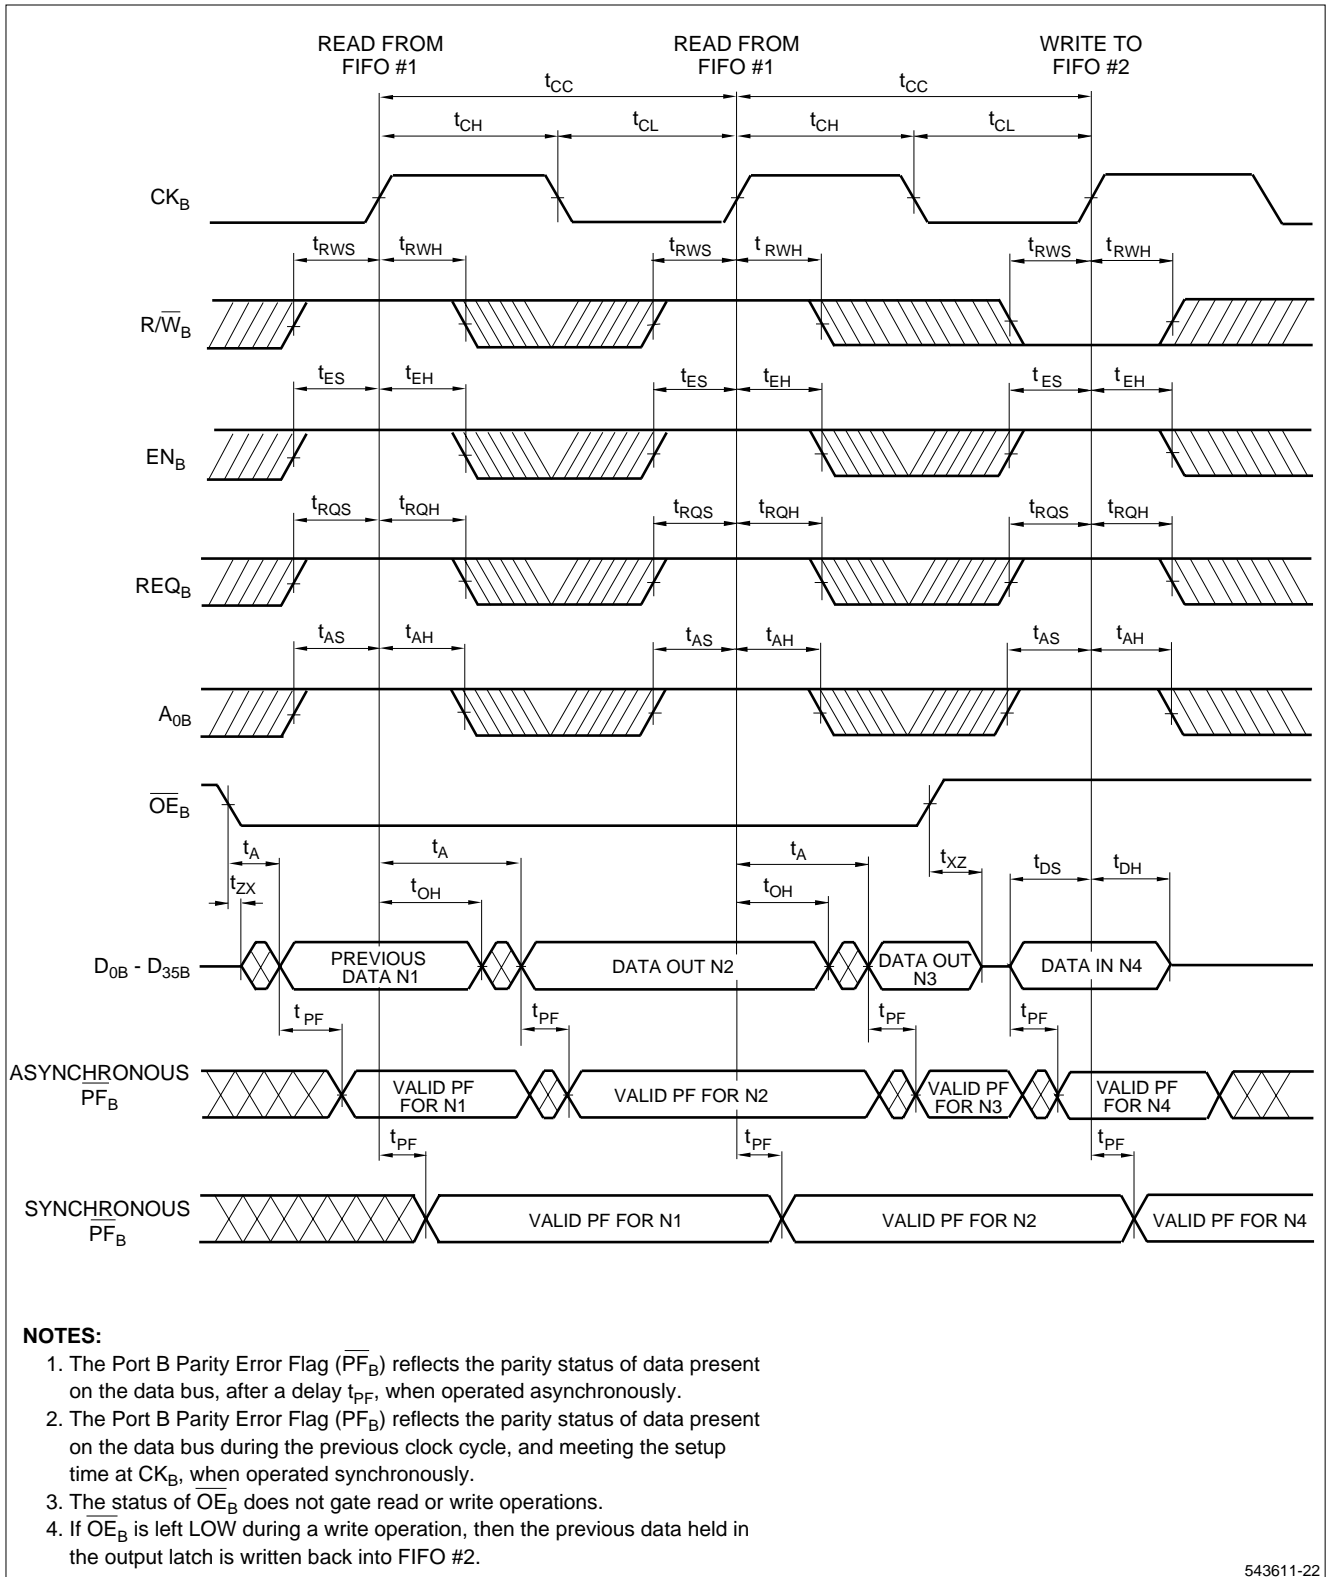 READ FROM FIFO #1 READ FROM FIFO #1 WRITE TO FIFO #2
tCC tCC
tCH tCL tCH tCL
CKB
tRWS tRWH tRWS tRWH tRWS tRWH
R/W̅B
tES tEH tES tEH tES tEH
ENB
tRQS tRQH tRQS tRQH tRQS tRQH
REQB
tAS tAH tAS tAH tAS tAH
A0B
O̅E̅B
tA tA tA tXZ tDS tDH
tZX tOH tOH
D0B - D35B PREVIOUS DATA N1 DATA OUT N2 DATA OUT N3 DATA IN N4
tPF tPF tPF tPF
ASYNCHRONOUS P̅F̅B VALID PF FOR N1 VALID PF FOR N2 VALID PF FOR N3 VALID PF FOR N4
tPF tPF tPF
SYNCHRONOUS P̅F̅B VALID PF FOR N1 VALID PF FOR N2 VALID PF FOR N4
NOTES:
1. The Port B Parity Error Flag (P̅F̅B) reflects the parity status of data present
on the data bus, after a delay tPF, when operated asynchronously.
2. The Port B Parity Error Flag (PFB) reflects the parity status of data present
on the data bus during the previous clock cycle, and meeting the setup
time at CKB, when operated synchronously.
3. The status of O̅E̅B does not gate read or write operations.
4. If O̅E̅B is left LOW during a write operation, then the previous data held in
the output latch is written back into FIFO #2.
543611-22